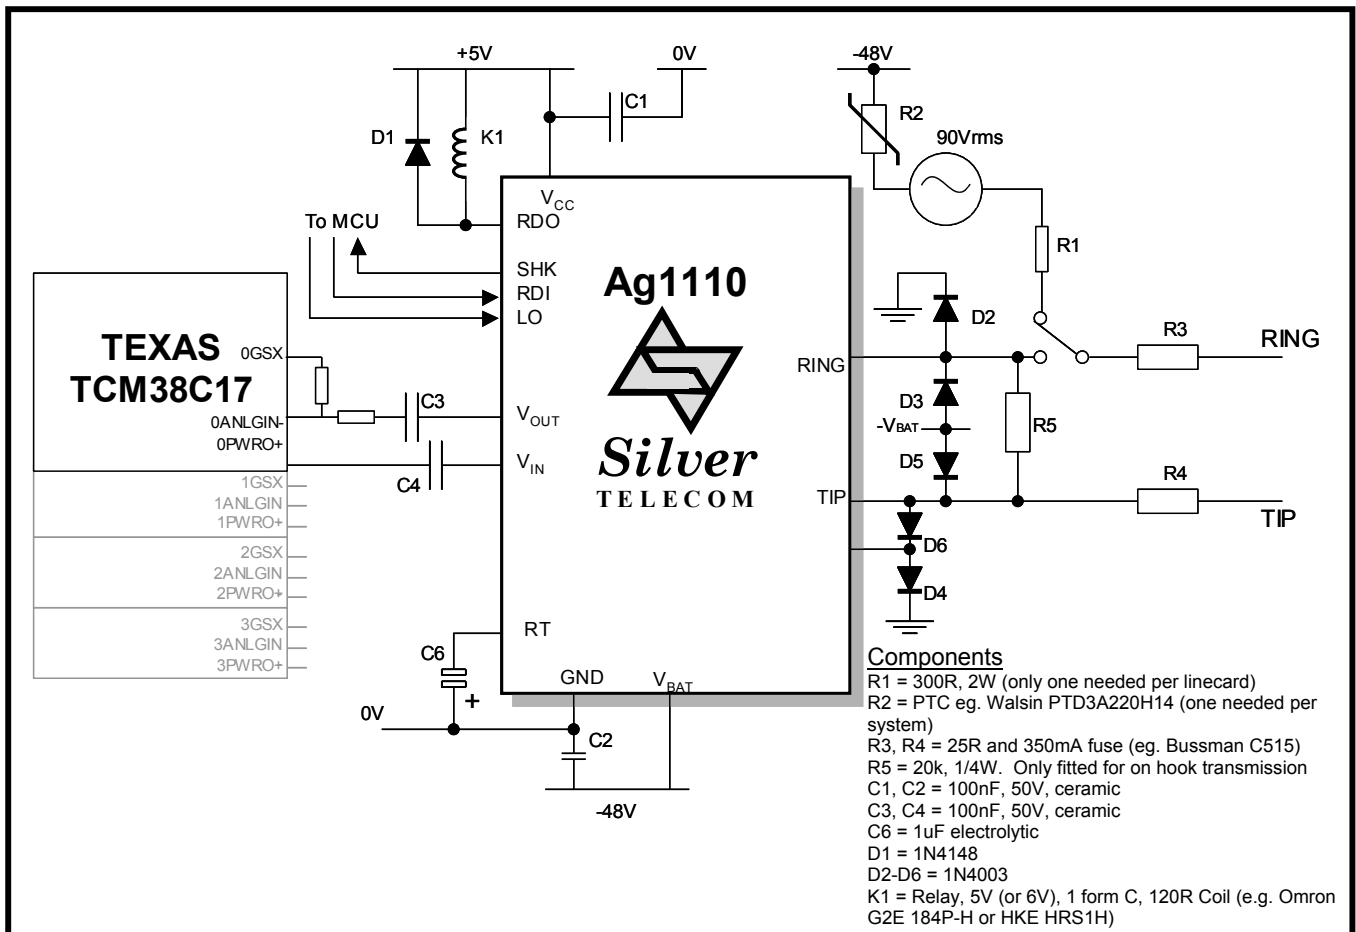 +5V
0V
-48V
C1
R2
D1
K1
90Vrms
VCC
RDO
To MCU
R1
SHK
RDI
LO
Ag1110
D2
TEXAS
TCM38C17
0GSX
R3
RING
RING
C3
D3
0ANLGIN-
VOUT
-VBAT
R5
0PWRO+
Silver
TELECOM
VIN
D5
C4
R4
1GSX
1ANLGIN
1PWRO+
TIP
TIP
2GSX
2ANLGIN
2PWRO+
D6
D4
3GSX
3ANLGIN
3PWRO+
RT
C6
+
GND
VBAT
0V
C2
-48V
Components
R1 = 300R, 2W (only one needed per linecard)
R2 = PTC eg. Walsin PTD3A220H14 (one needed per
system)
R3, R4 = 25R and 350mA fuse (eg. Bussman C515)
R5 = 20k, 1/4W. Only fitted for on hook transmission
C1, C2 = 100nF, 50V, ceramic
C3, C4 = 100nF, 50V, ceramic
C6 = 1uF electrolytic
D1 = 1N4148
D2-D6 = 1N4003
K1 = Relay, 5V (or 6V), 1 form C, 120R Coil (e.g. Omron
G2E 184P-H or HKE HRS1H)